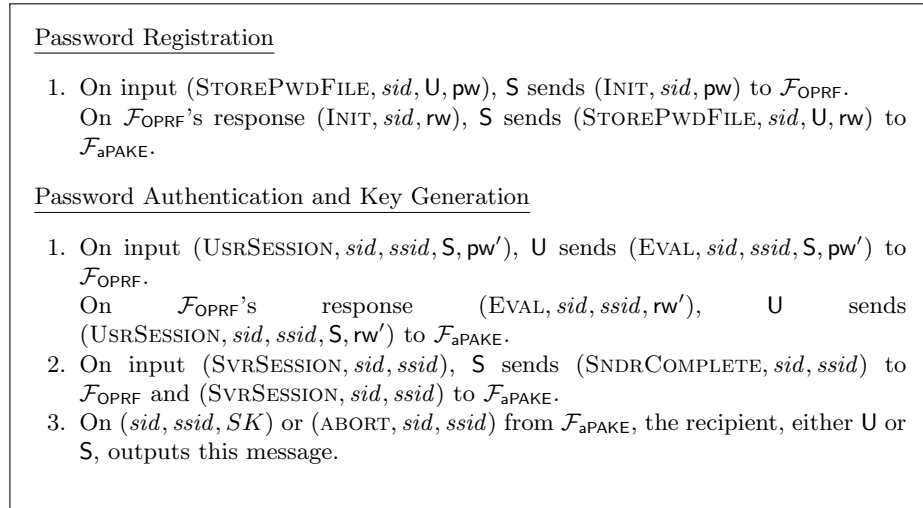 Password Registration
1. On input (STOREPWDFILE, sid, U, pw), S sends (INIT, sid, pw) to F_OPRF.
On F_OPRF's response (INIT, sid, rw), S sends (STOREPWDFILE, sid, U, rw) to
F_aPAKE.
Password Authentication and Key Generation
1. On input (USRSESSION, sid, ssid, S, pw′), U sends (EVAL, sid, ssid, S, pw′) to
F_OPRF.
On F_OPRF's response (EVAL, sid, ssid, rw′), U sends
(USRSESSION, sid, ssid, S, rw′) to F_aPAKE.
2. On input (SVRSESSION, sid, ssid), S sends (SNDRCOMPLETE, sid, ssid) to
F_OPRF and (SVRSESSION, sid, ssid) to F_aPAKE.
3. On (sid, ssid, SK) or (ABORT, sid, ssid) from F_aPAKE, the recipient, either U or
S, outputs this message.